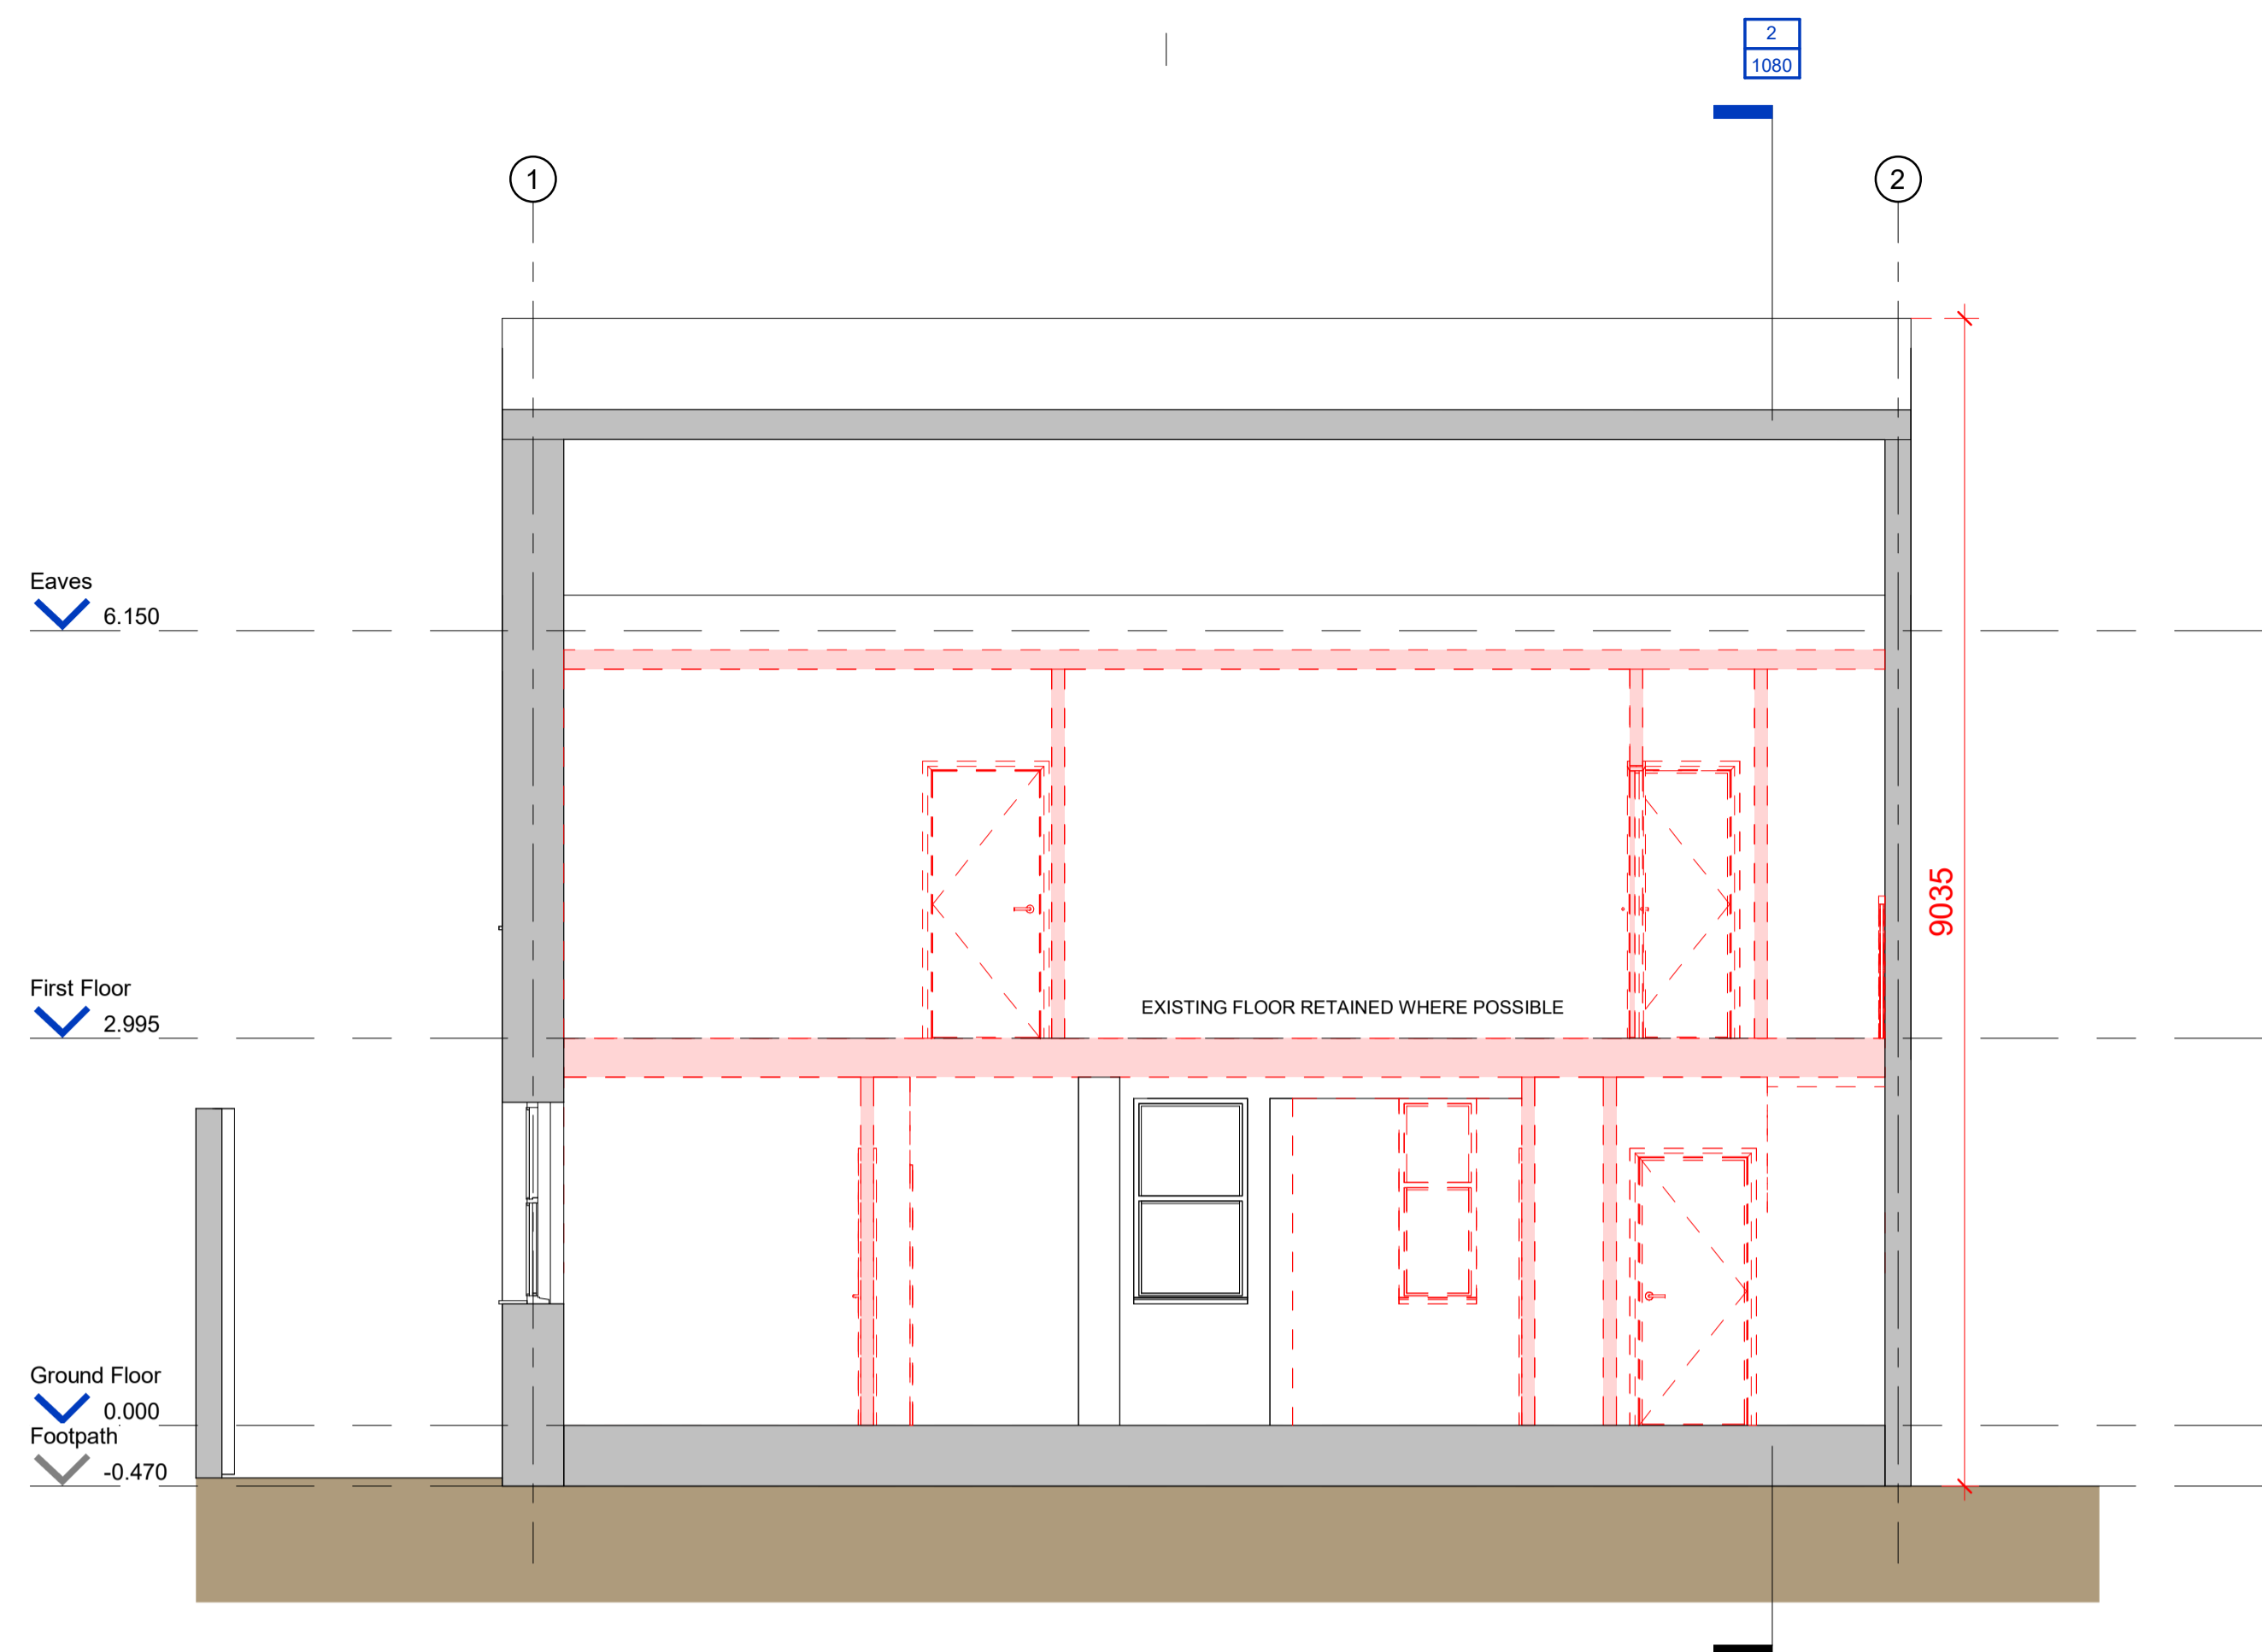 2
1080
1
2
Eaves
6.150
9035
First Floor
2.995
EXISTING FLOOR RETAINED WHERE POSSIBLE
Ground Floor
0.000
Footpath
-0.470